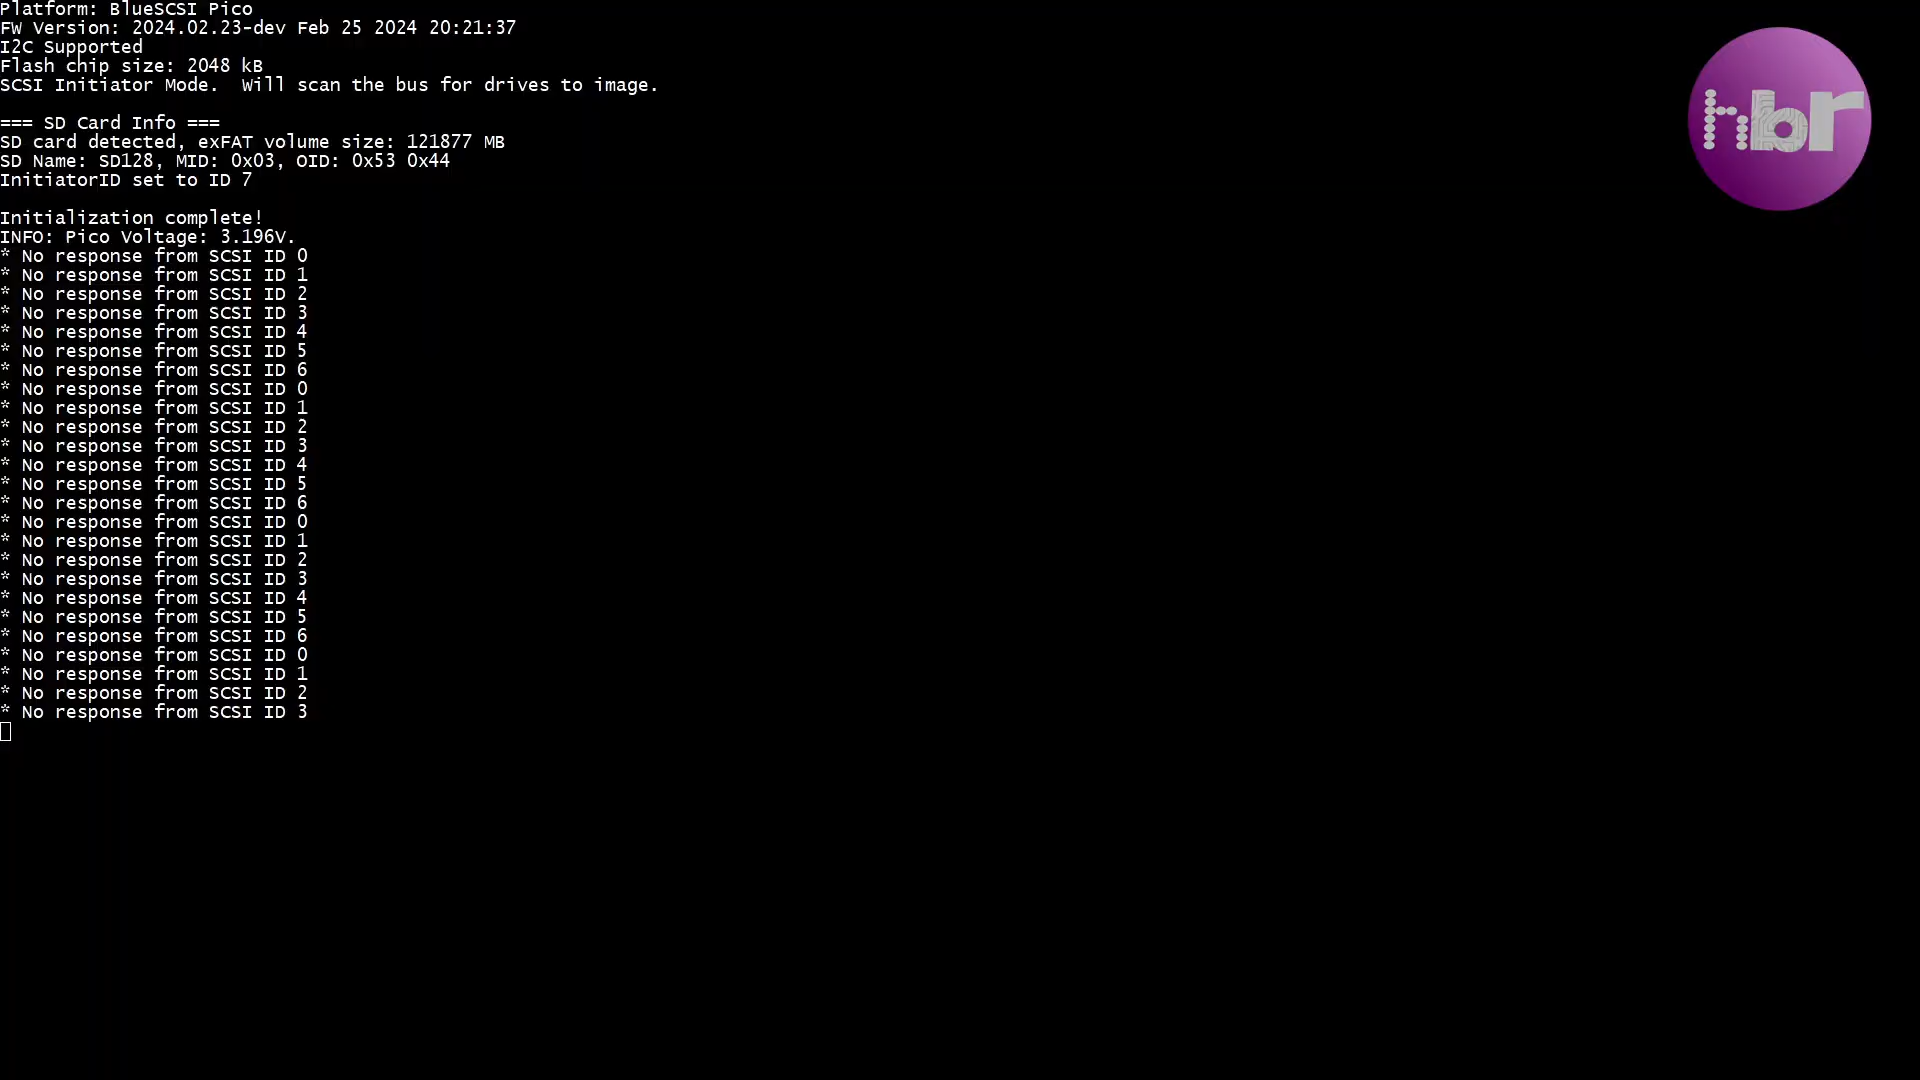 Platform: BlueSCSI Pico
FW Version: 2024.02.23-dev Feb 25 2024 20:21:37
I2C Supported
Flash chip size: 2048 kB
SCSI Initiator Mode.  Will scan the bus for drives to image.
=== SD Card Info ===
SD card detected, exFAT volume size: 121877 MB
SD Name: SD128, MID: 0x03, OID: 0x53 0x44
InitiatorID set to ID 7
Initialization complete!
INFO: Pico Voltage: 3.196V.
* No response from SCSI ID 0
* No response from SCSI ID 1
* No response from SCSI ID 2
* No response from SCSI ID 3
* No response from SCSI ID 4
* No response from SCSI ID 5
* No response from SCSI ID 6
* No response from SCSI ID 0
* No response from SCSI ID 1
* No response from SCSI ID 2
* No response from SCSI ID 3
* No response from SCSI ID 4
* No response from SCSI ID 5
* No response from SCSI ID 6
* No response from SCSI ID 0
* No response from SCSI ID 1
* No response from SCSI ID 2
* No response from SCSI ID 3
* No response from SCSI ID 4
* No response from SCSI ID 5
* No response from SCSI ID 6
* No response from SCSI ID 0
* No response from SCSI ID 1
* No response from SCSI ID 2
* No response from SCSI ID 3
hbr